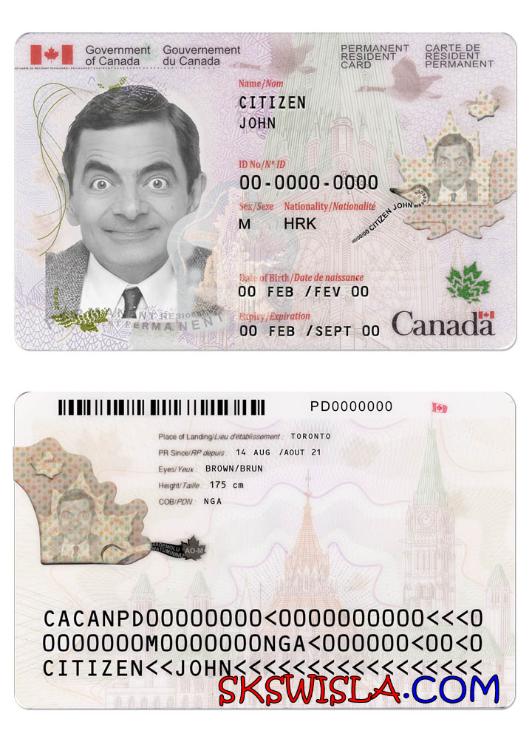 Government Gouvernement
of Canada du Canada
PERMANENT CARTE DE
RESIDENT RÉSIDENT
CARD PERMANENT
Name/Nom
CITIZEN
JOHN
ID No/Nº ID
00-0000-0000
Sex/Sexe Nationality/Nationalité
M HRK
CITIZEN JOHN
Date of Birth/Date de naissance
00 FEB /FEV 00
Expiry/Expiration
00 FEB /SEPT 00
Canada
PERMANENT
PD0000000
Place of Landing/Lieu d'établissement: TORONTO
PR Since/RP depuis: 14 AUG /AOUT 21
Eyes/Yeux: BROWN/BRUN
Height/Taille: 175 cm
COB/PDN: NGA
AO-M
CACANPD00000000<0000000000<<<0
0000000M0000000NGA<000000<00<0
CITIZEN<<JOHN<<<<<<<<<<<<<<<<<
SKSWISLA.COM